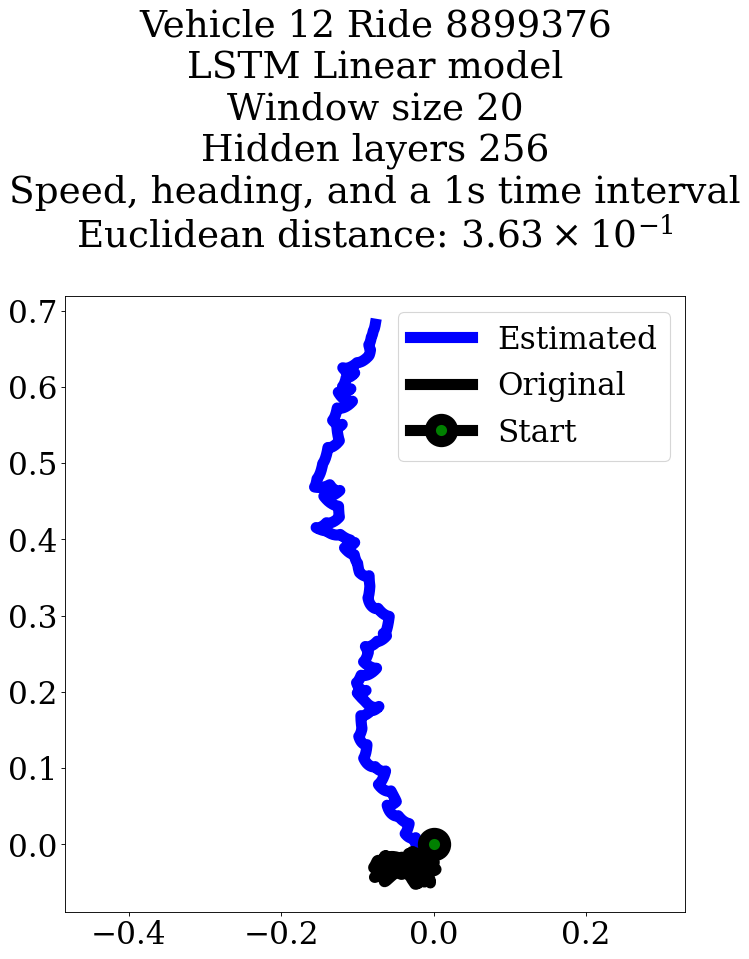 Vehicle 12 Ride 8899376
LSTM Linear model
Window size 20
Hidden layers 256
Speed, heading, and a 1s time interval
Euclidean distance: 3.63 × 10⁻¹
0.7
0.6
0.5
0.4
0.3
0.2
0.1
0.0
Estimated
Original
Start
−0.4
−0.2
0.0
0.2